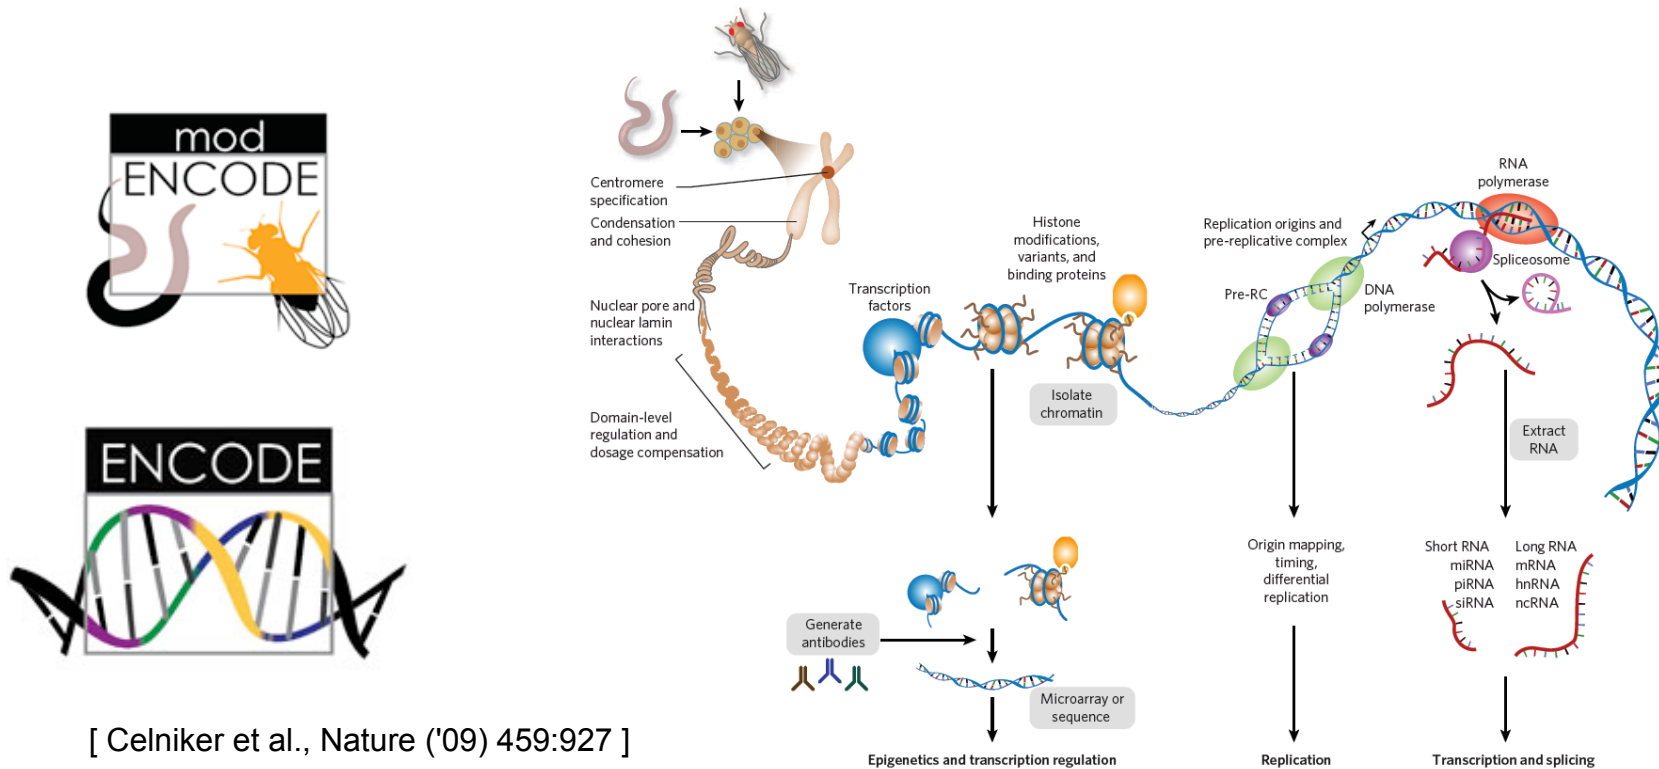 mod
ENCODE
ENCODE
[ Celniker et al., Nature ('09) 459:927 ]
Centromere
specification
Condensation
and cohesion
Nuclear pore and
nuclear lamin
interactions
Domain-level
regulation and
dosage compensation
Transcription
factors
Histone
modifications,
variants, and
binding proteins
Isolate
chromatin
Replication origins and
pre-replicative complex
Pre-RC
DNA
polymerase
RNA
polymerase
Spliceosome
Extract
RNA
Generate
antibodies
Microarray or
sequence
Epigenetics and transcription regulation
Origin mapping,
timing,
differential
replication
Replication
Short RNA
miRNA
piRNA
siRNA
Long RNA
mRNA
hnRNA
ncRNA
Transcription and splicing